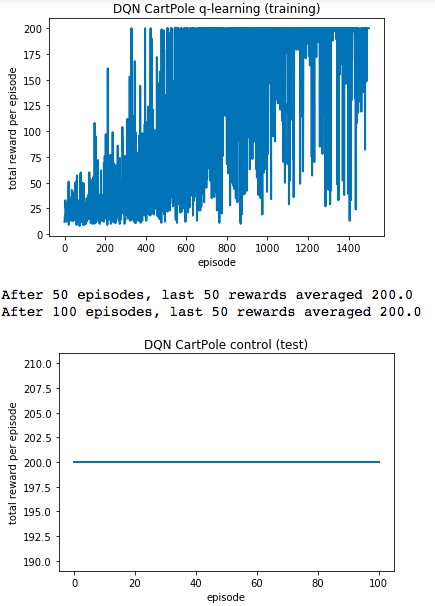 DQN CartPole q-learning (training)
200
175
150
125
100
75
50
25
0
total reward per episode
0 200 400 600 800 1000 1200 1400
episode
After 50 episodes, last 50 rewards averaged 200.0
After 100 episodes, last 50 rewards averaged 200.0
DQN CartPole control (test)
210.0
207.5
205.0
202.5
200.0
197.5
195.0
192.5
190.0
total reward per episode
0 20 40 60 80 100
episode